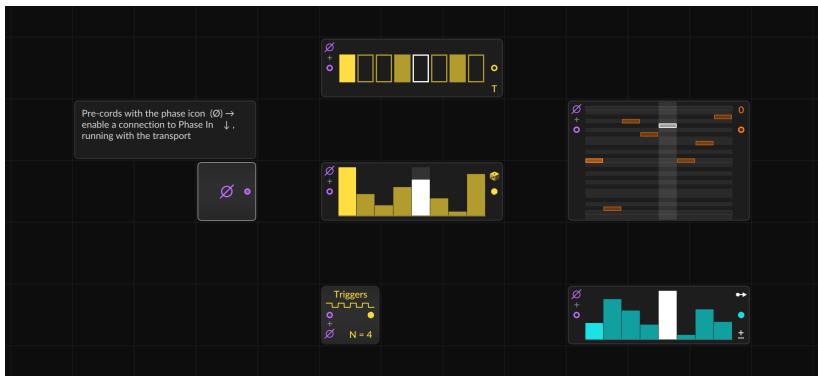 T
Pre-cords with the phase icon (Ø) →
enable a connection to Phase In ↓ ,
running with the transport
0
Triggers
N = 4